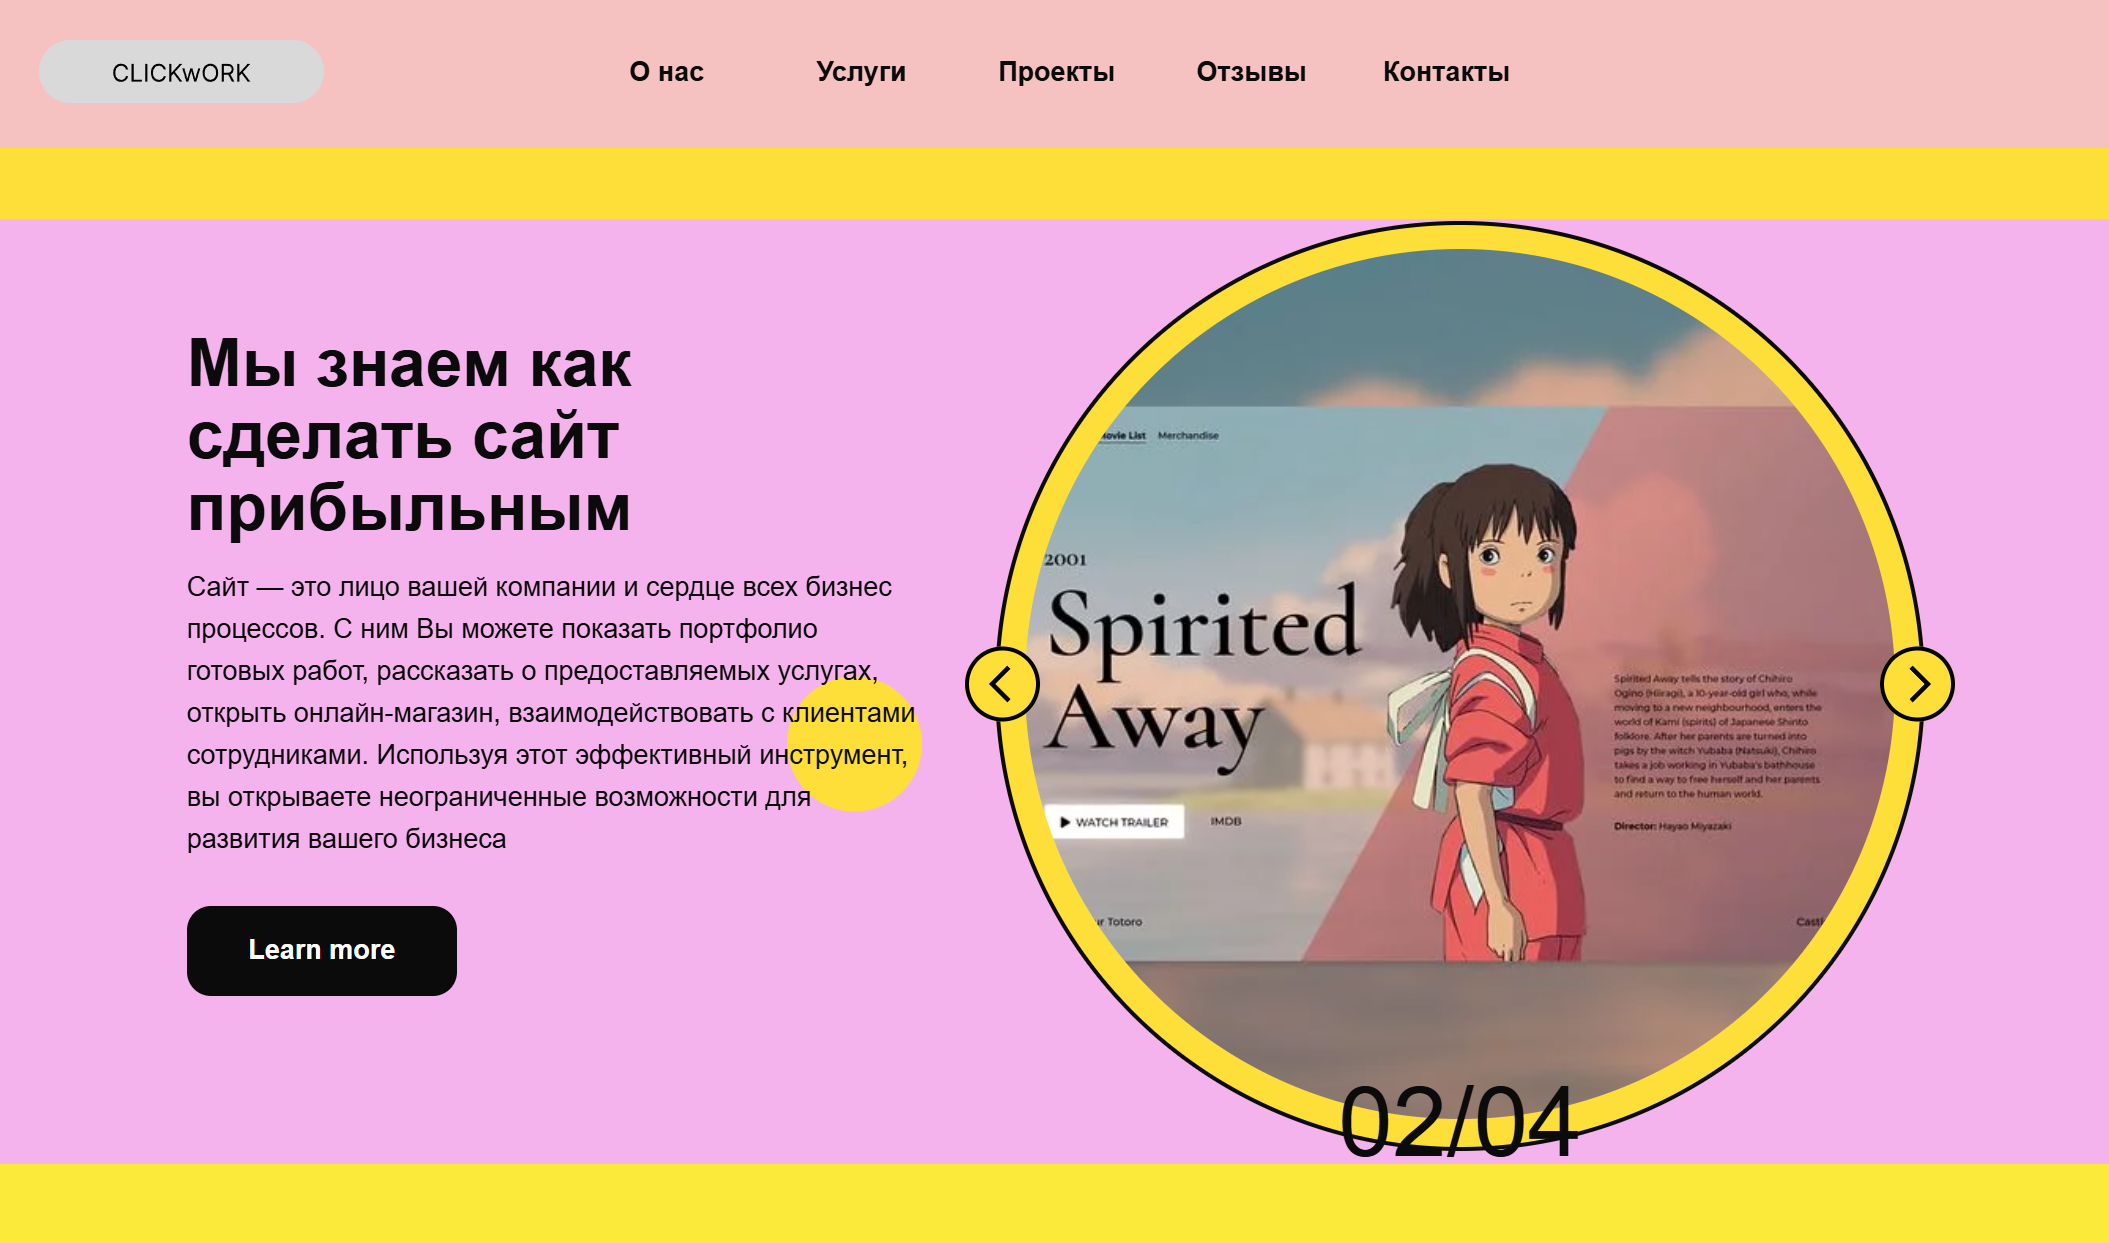 CLICKwORK
О нас
Услуги
Проекты
Отзывы
Контакты
Мы знаем как
сделать сайт
прибыльным
Сайт — это лицо вашей компании и сердце всех бизнес
процессов. С ним Вы можете показать портфолио
готовых работ, рассказать о предоставляемых услугах,
открыть онлайн-магазин, взаимодействовать с клиентами
сотрудниками. Используя этот эффективный инструмент,
вы открываете неограниченные возможности для
развития вашего бизнеса
Learn more
Movie List
Merchandise
2001
Spirited
Away
WATCH TRAILER
IMDB
Spirited Away tells the story of Chihiro
Ogino (Hiiragi), a 10-year-old girl who, while
moving to a new neighbourhood, enters the
world of Kami (spirits) of Japanese Shinto
folklore. After her parents are turned into
pigs by the witch Yubaba (Natsuki), Chihiro
takes a job working in Yubaba's bathhouse
to find a way to free herself and her parents
and return to the human world.
Director: Hayao Miyazaki
ur Totoro
Castl
02/04